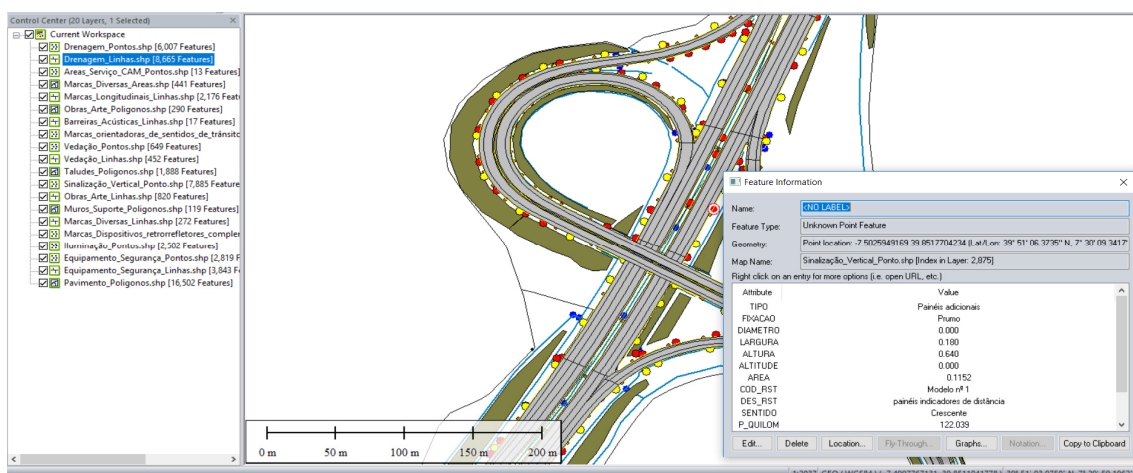 Control Center (20 Layers, 1 Selected)
Current Workspace
Drenagem_Pontos.shp [6,007 Features]
Drenagem_Linhas.shp [8,665 Features]
Areas_Serviço_CAM_Pontos.shp [13 Features]
Marcas_Diversas_Areas.shp [441 Features]
Marcas_Longitudinais_Linhas.shp [2,176 Feat
Obras_Arte_Poligonos.shp [290 Features]
Barreiras_Acústicas_Linhas.shp [17 Features]
Marcas_orientadoras_de_sentidos_de_trânsito
Vedação_Pontos.shp [649 Features]
Vedação_Linhas.shp [452 Features]
Taludes_Poligonos.shp [1,888 Features]
Sinalização_Vertical_Ponto.shp [7,885 Feature
Obras_Arte_Linhas.shp [820 Features]
Muros_Suporte_Poligonos.shp [119 Features]
Marcas_Diversas_Linhas.shp [272 Features]
Marcas_Dispositivos_retrorrefletores_complen
Iluminação_Pontos.shp [2,502 Features]
Equipamento_Segurança_Pontos.shp [2,819 F
Equipamento_Segurança_Linhas.shp [3,843 Fe
Pavimento_Poligonos.shp [16,502 Features]
0 m 50 m 100 m 150 m 200 m
Feature Information
Name: <NO LABEL>
Feature Type: Unknown Point Feature
Geometry: Point location: -7.5025949169,39.8517704234 (Lat/Lon: 39° 51' 06.3735" N, 7° 30' 09.3417"
Map Name: Sinalização_Vertical_Ponto.shp [Index in Layer: 2,875]
Right click on an entry for more options (i.e. open URL, etc.)
Attribute Value
TIPO Painéis adicionais
FIXACAO Prumo
DIAMETRO 0.000
LARGURA 0.180
ALTURA 0.640
ALTITUDE 0.000
AREA 0.1152
COD_RST Modelo nº 1
DES_RST painéis indicadores de distância
SENTIDO Crescente
P_QUILOM 122.039
Edit... Delete Location... Fly-Through... Graphs... Notation... Copy to Clipboard